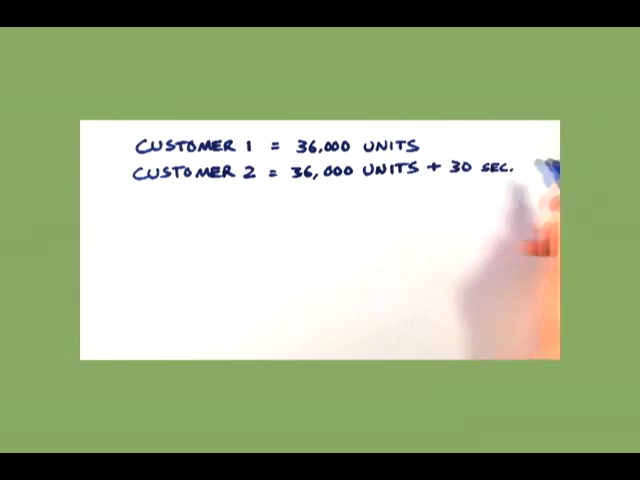 CUSTOMER 1 = 36,000 UNITS
CUSTOMER 2 = 36,000 UNITS + 30 SEC.